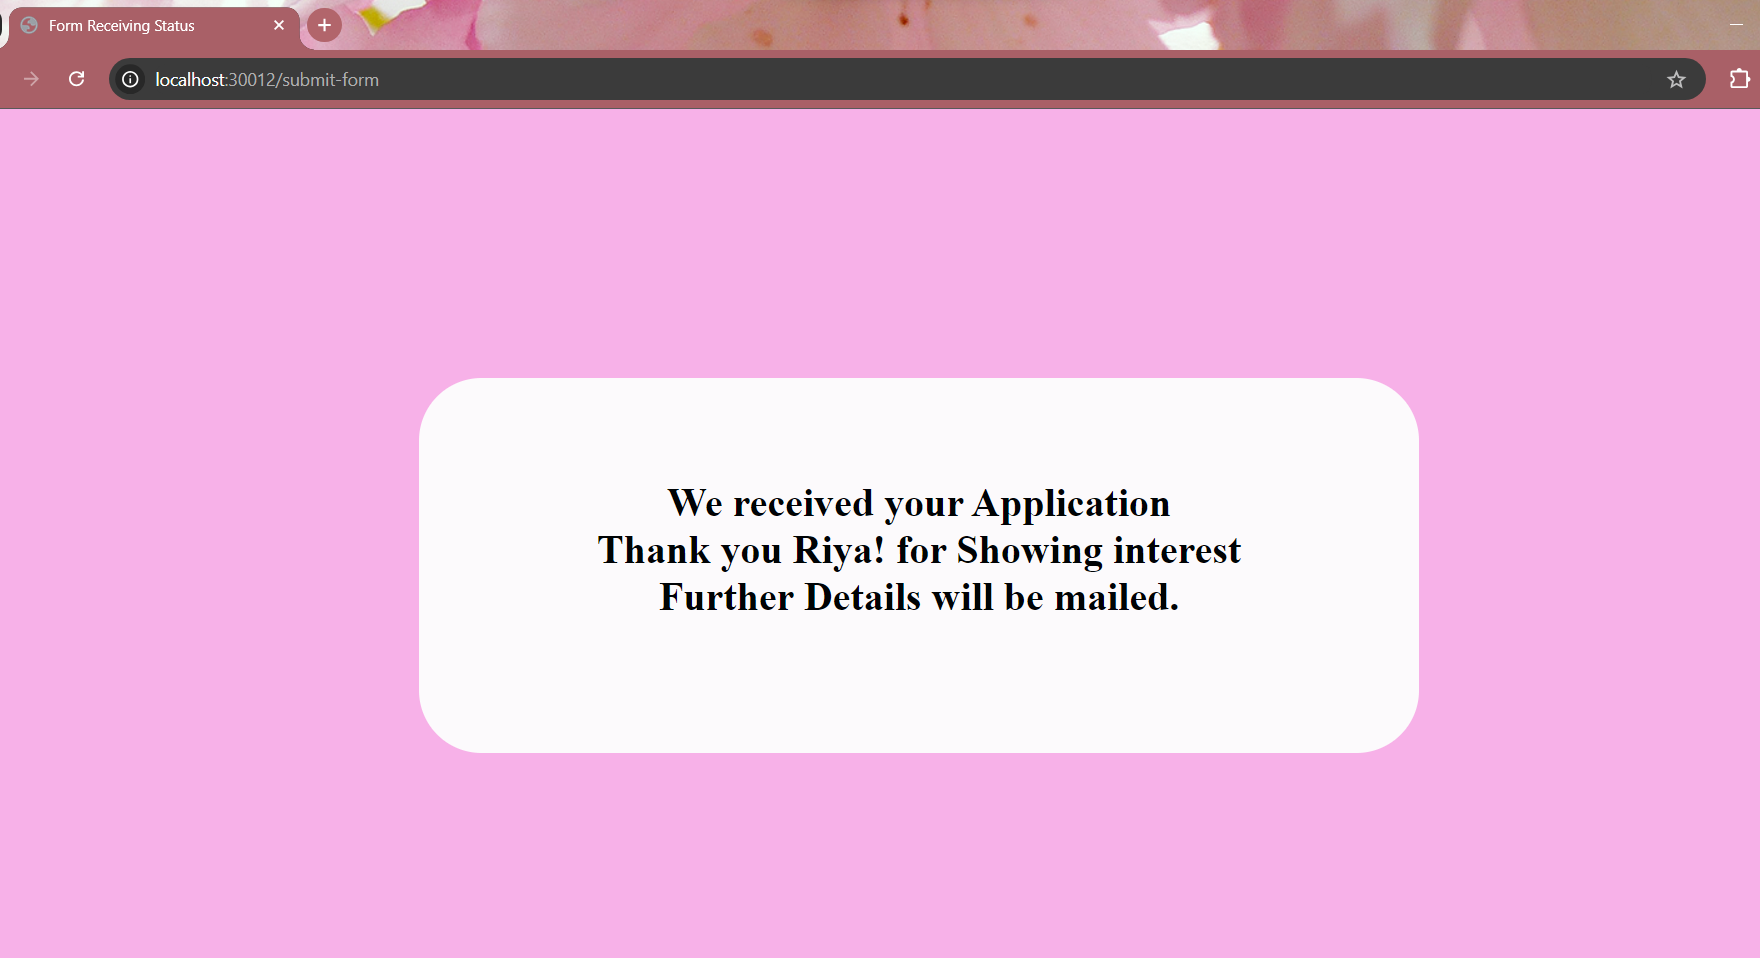 Form Receiving Status
localhost:30012/submit-form
We received your Application
Thank you Riya! for Showing interest
Further Details will be mailed.